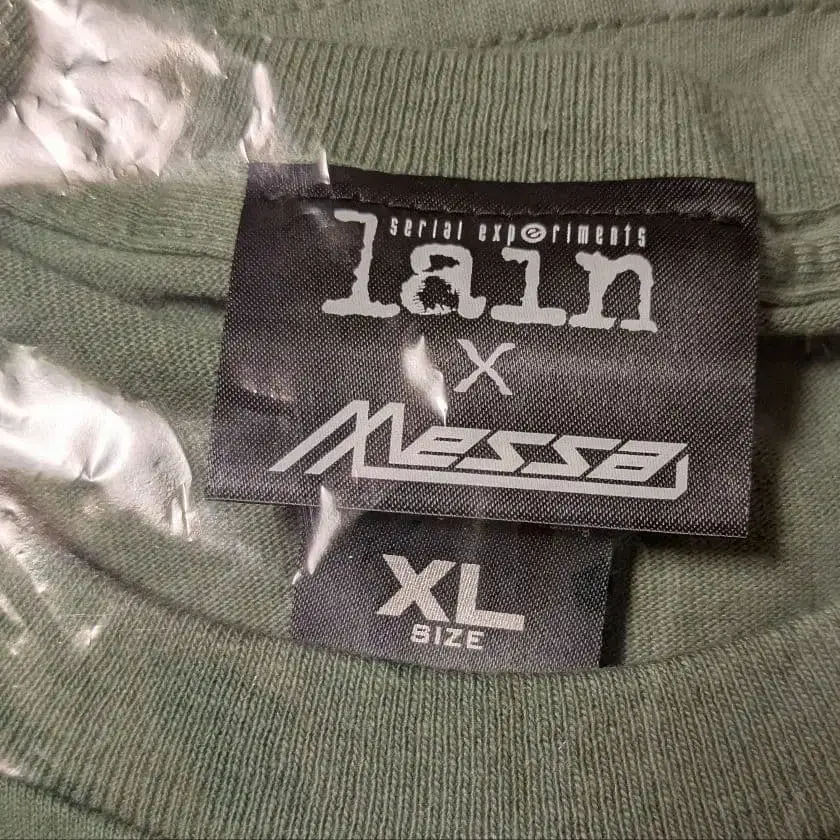 serial experiments
lain
X
Messa
XL
SIZE